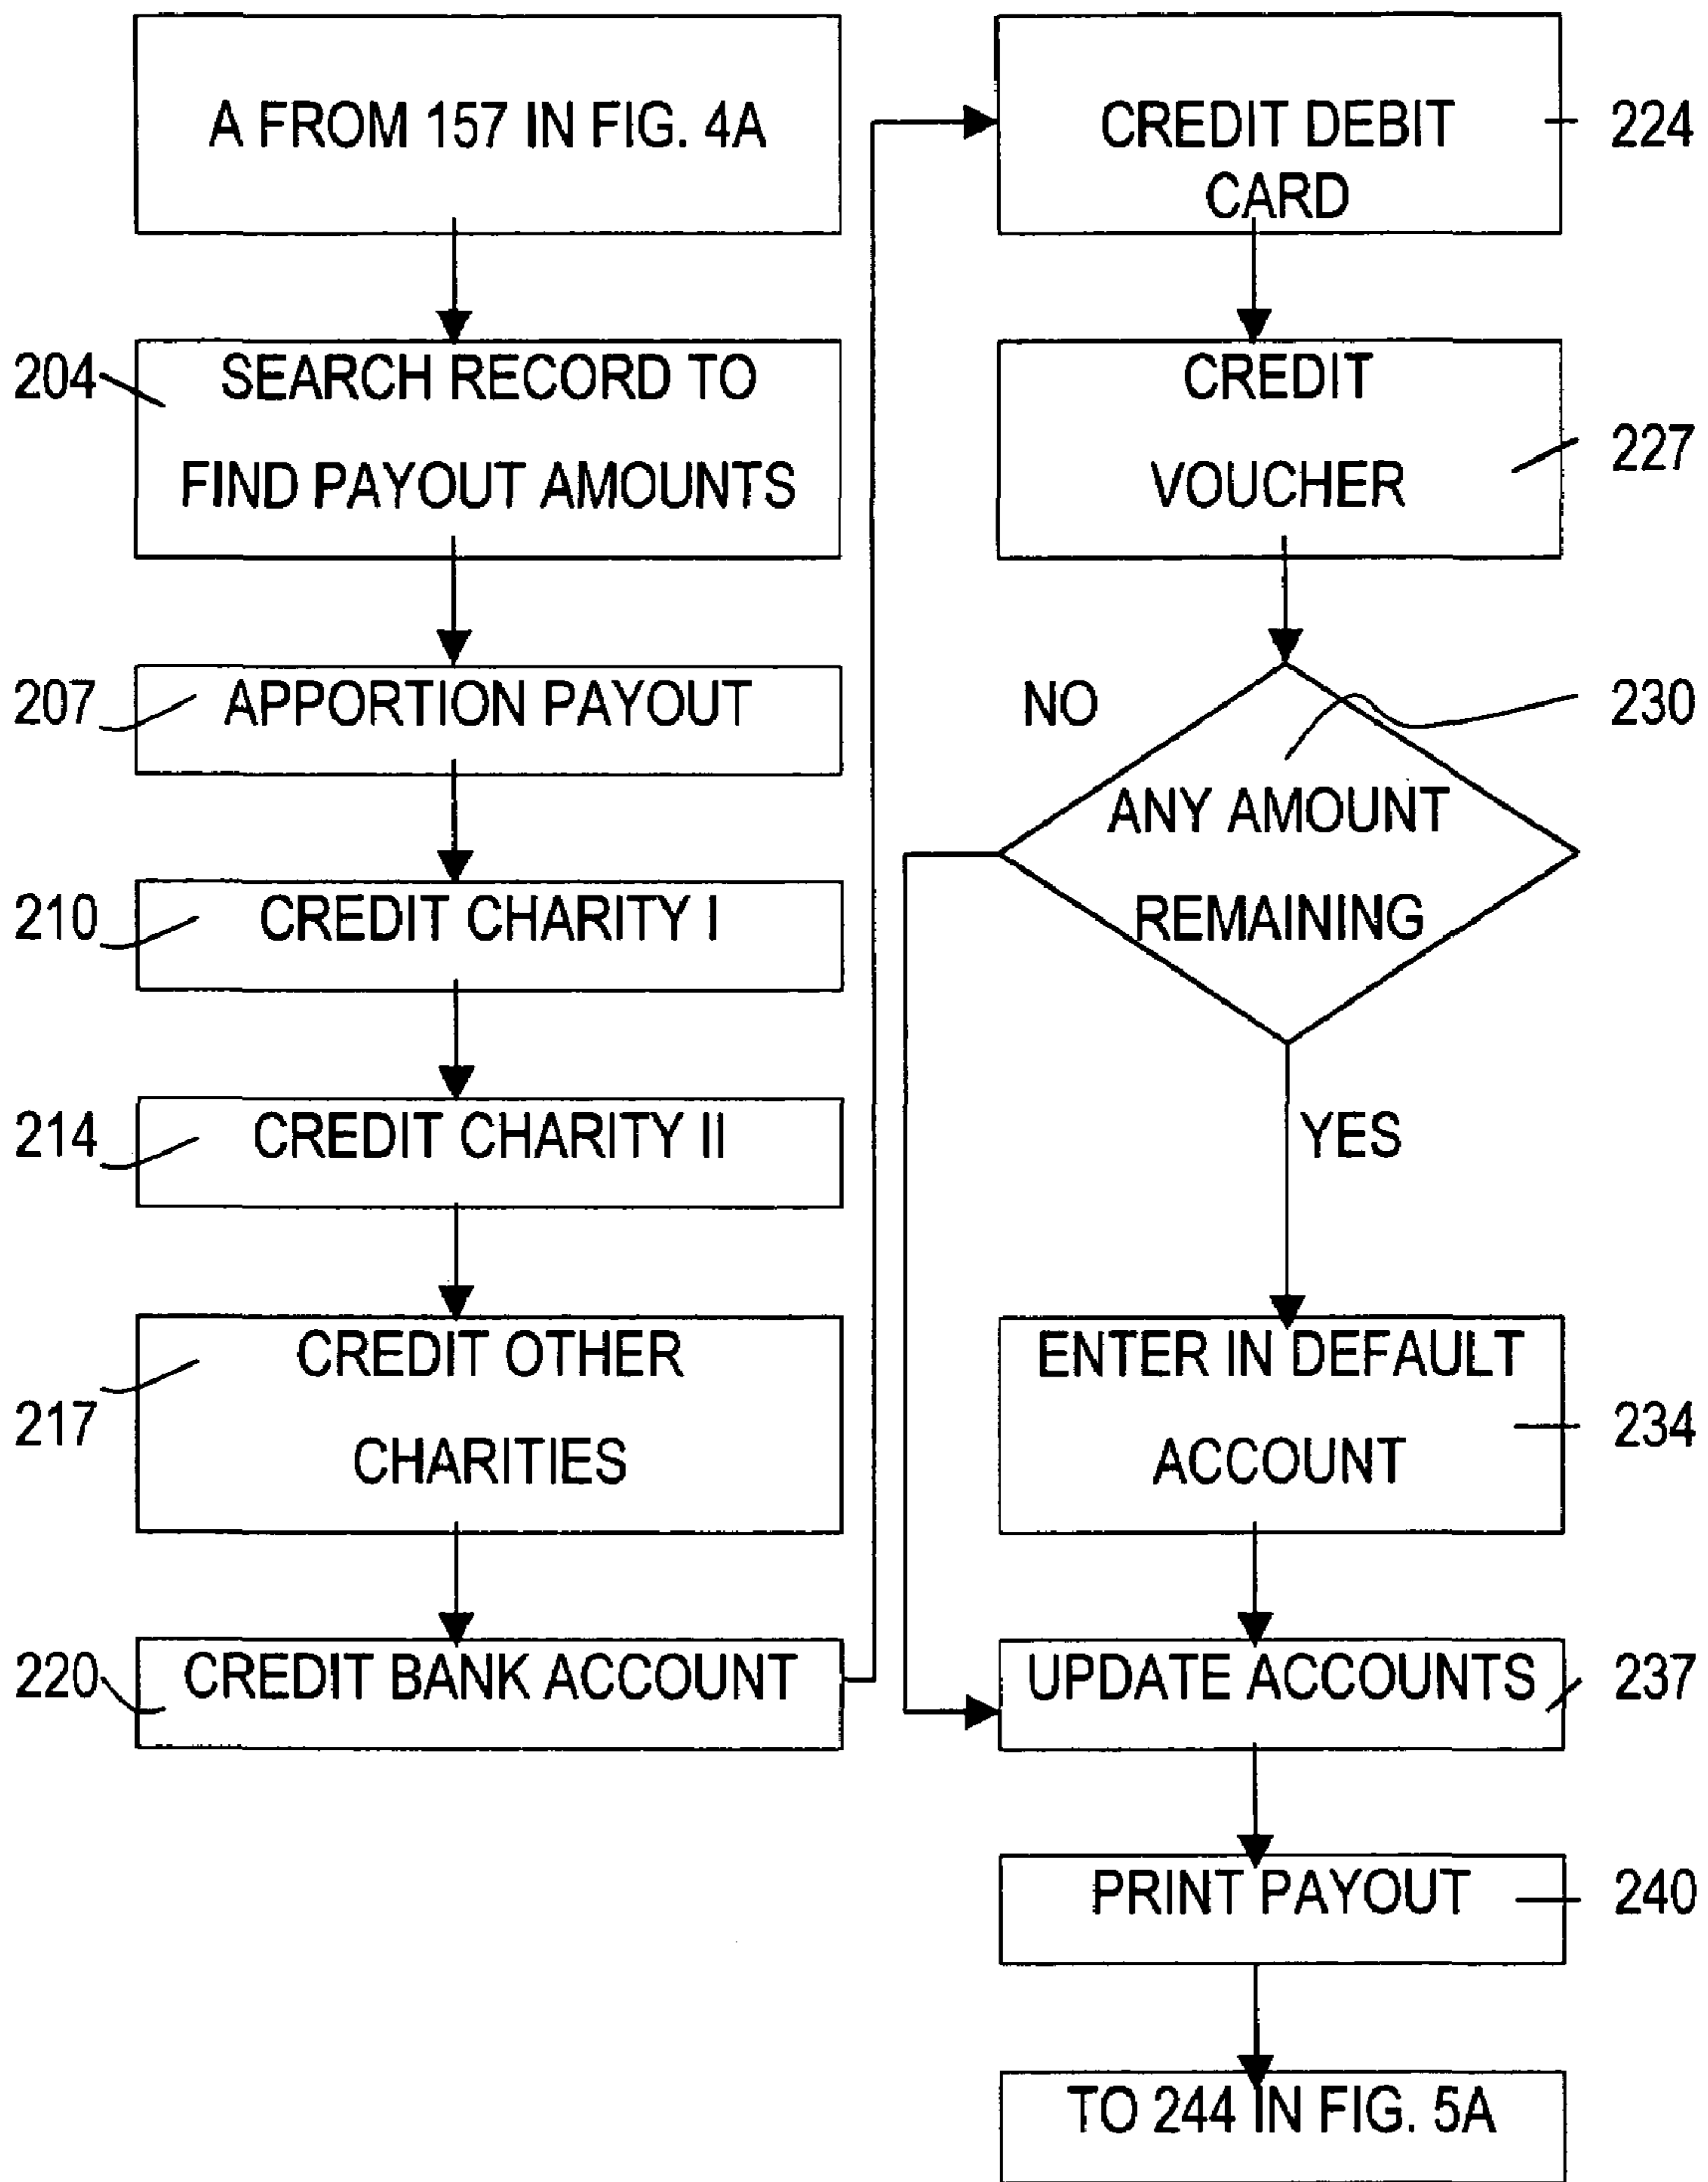 A FROM 157 IN FIG. 4A
204
SEARCH RECORD TO
FIND PAYOUT AMOUNTS
207
APPORTION PAYOUT
210
CREDIT CHARITY I
214
CREDIT CHARITY II
217
CREDIT OTHER
CHARITIES
220
CREDIT BANK ACCOUNT
CREDIT DEBIT
CARD
224
CREDIT
VOUCHER
227
NO
230
ANY AMOUNT
REMAINING
YES
ENTER IN DEFAULT
ACCOUNT
234
UPDATE ACCOUNTS
237
PRINT PAYOUT
240
TO 244 IN FIG. 5A